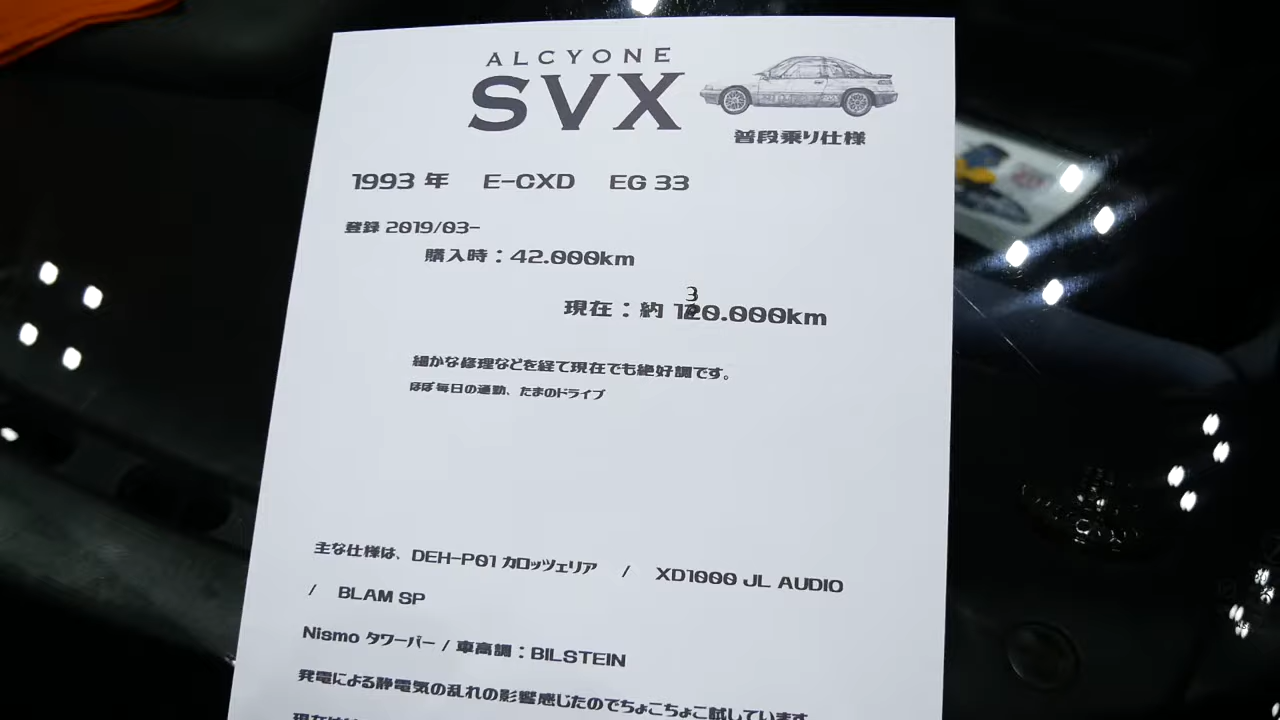 ALCYONE
SVX
普段乗り仕様
1993 年 E-CXD EG 33
登録 2019/03-
購入時：42.000km
3
現在：約 120.000km
細かな修理などを経て現在でも絶好調です。
ほぼ毎日の通勤、たまのドライブ
主な仕様は、DEH-P01 カロッツェリア / XD1000 JL AUDIO
/ BLAM SP
Nismo タワーバー / 車高調：BILSTEIN
発電による静電気の乱れの影響感じたのでちょこちょこ試しています